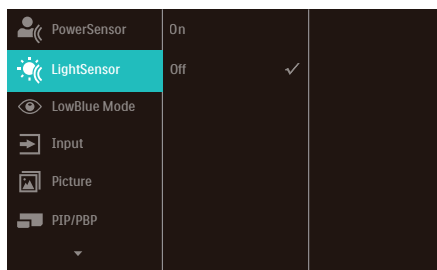 PowerSensor
On
LightSensor
Off
LowBlue Mode
Input
Picture
PIP/PBP